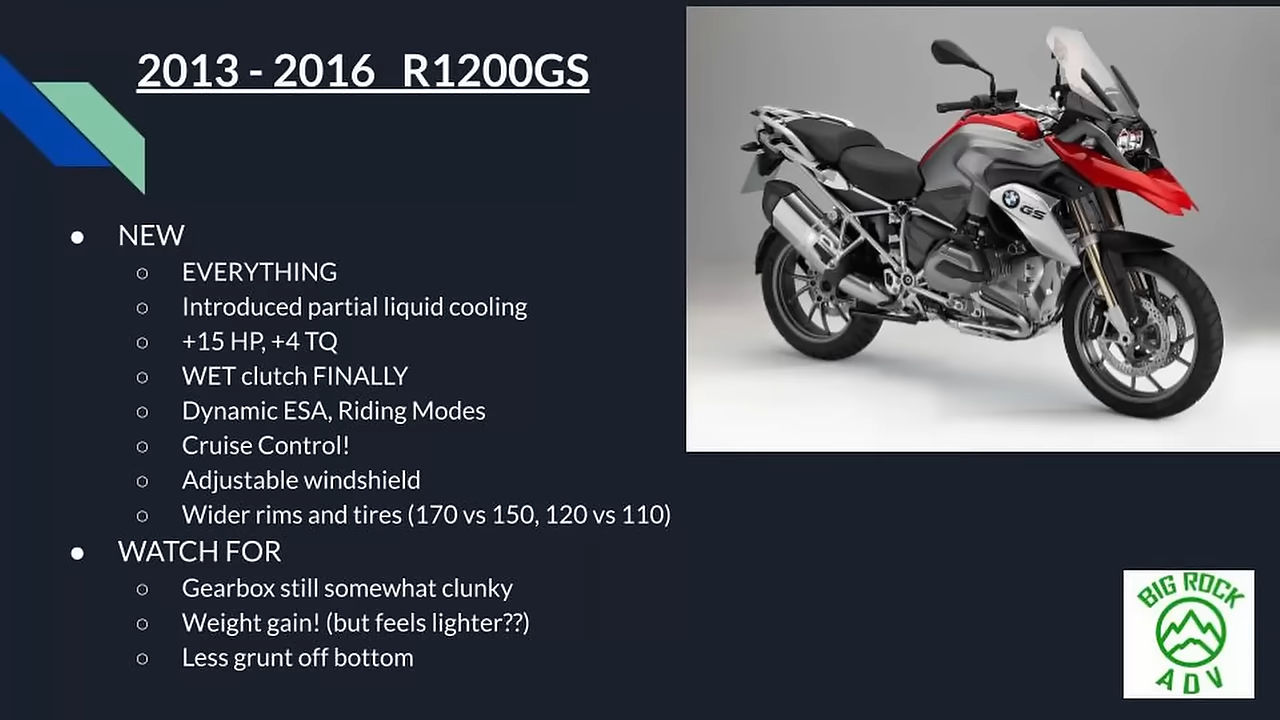 2013 - 2016 R1200GS
NEW
EVERYTHING
Introduced partial liquid cooling
+15 HP, +4 TQ
WET clutch FINALLY
Dynamic ESA, Riding Modes
Cruise Control!
Adjustable windshield
Wider rims and tires (170 vs 150, 120 vs 110)
WATCH FOR
Gearbox still somewhat clunky
Weight gain! (but feels lighter??)
Less grunt off bottom
GS
BIG ROCK
ADV